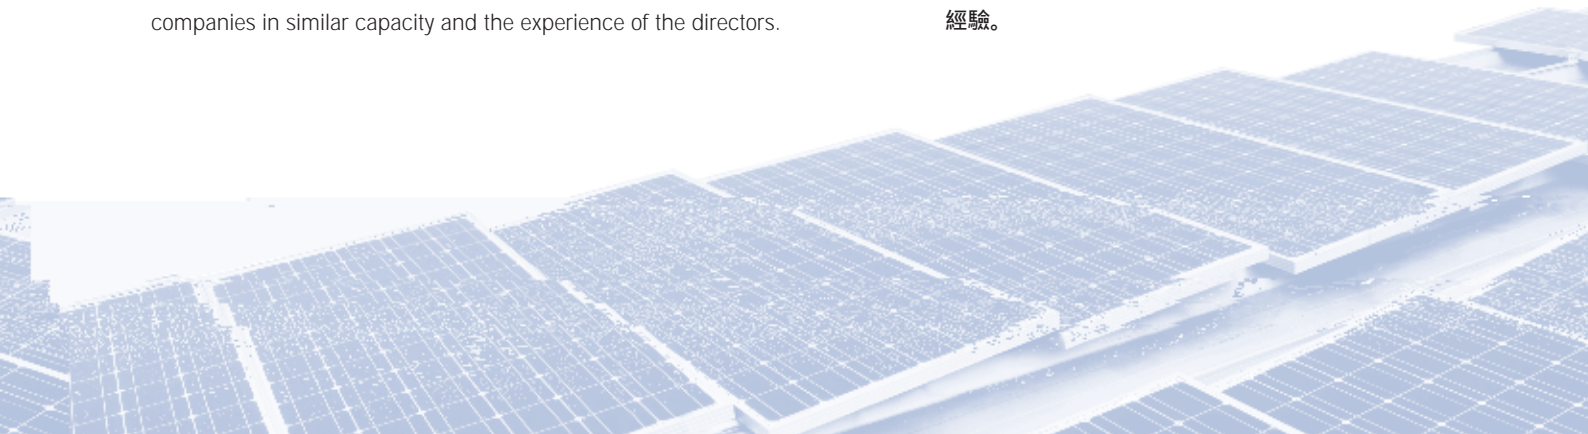 companies in similar capacity and the experience of the directors.
經驗。